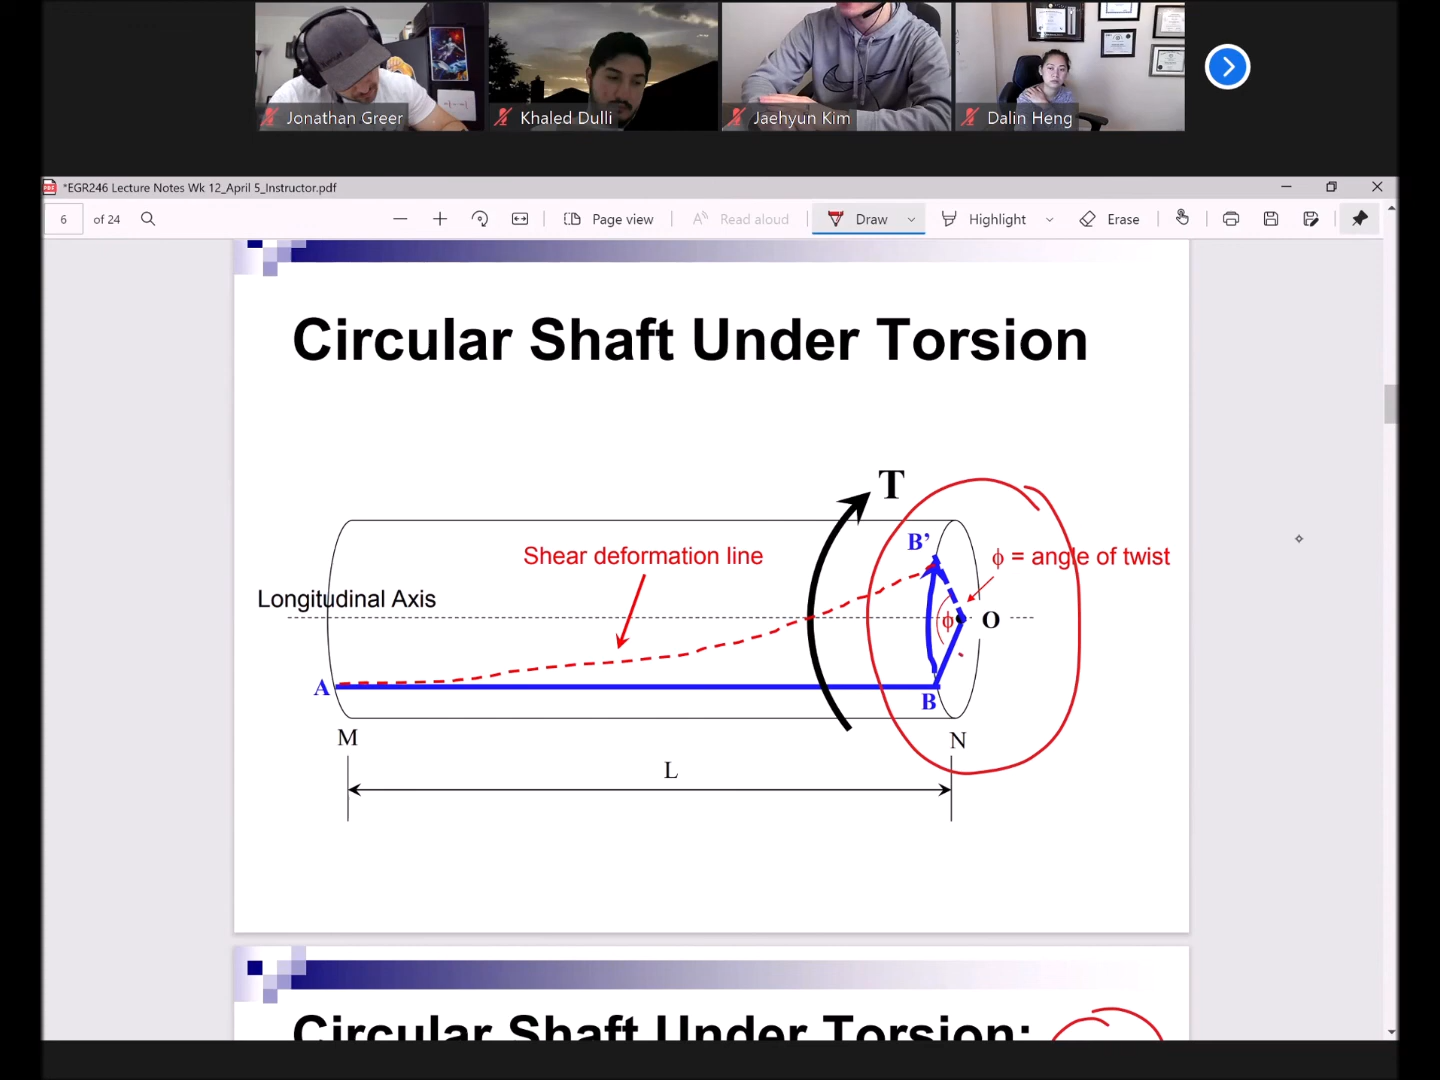 Jonathan Greer
Khaled Dulli
Jaehyun Kim
Dalin Heng
*EGR246 Lecture Notes Wk 12_April 5_Instructor.pdf
6 of 24
Page view
Read aloud
Draw
Highlight
Erase
Circular Shaft Under Torsion
T
B’
Shear deformation line
ϕ = angle of twist
Longitudinal Axis
ϕ
O
A
B
M
N
L
Circular Shaft Under Torsion: